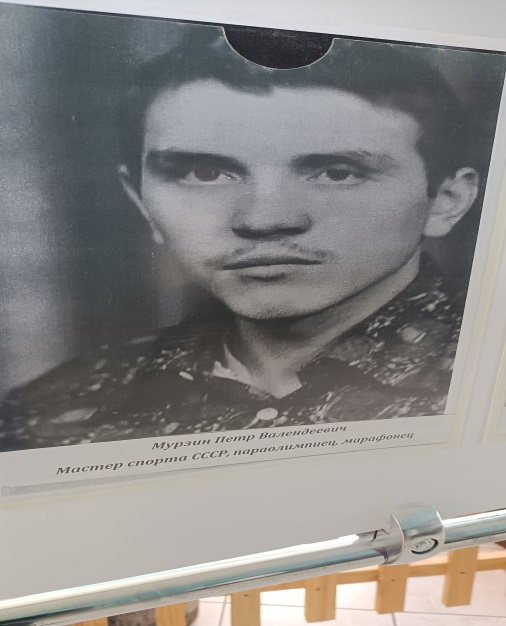 Мурзин Петр Валендеевич
Мастер спорта СССР, параолимпиец, марафонец